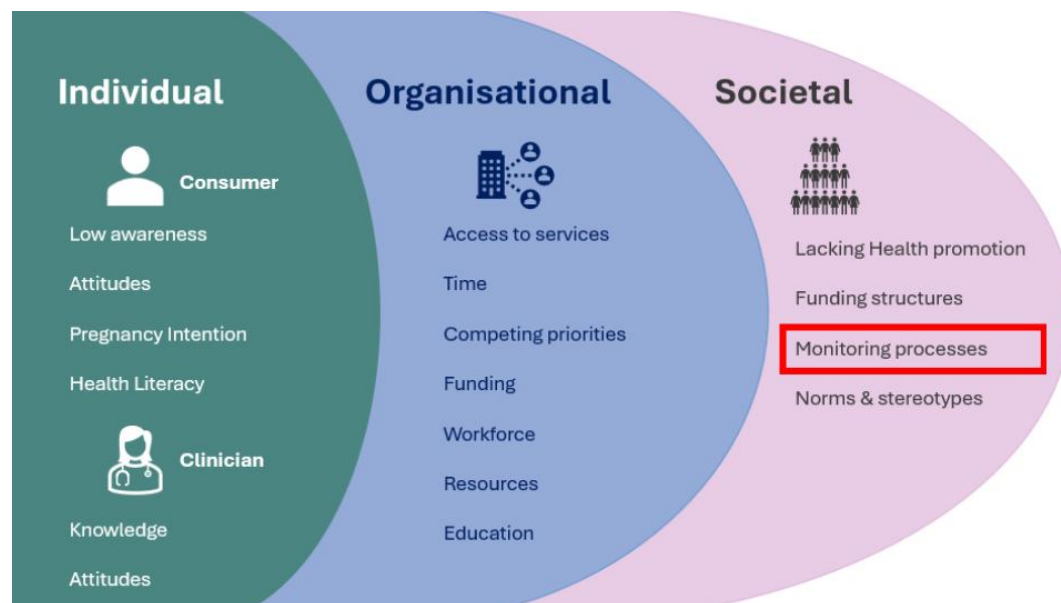 Individual
Consumer
Low awareness
Attitudes
Pregnancy Intention
Health Literacy
Clinician
Knowledge
Attitudes
Organisational
Access to services
Time
Competing priorities
Funding
Workforce
Resources
Education
Societal
Lacking Health promotion
Funding structures
Monitoring processes
Norms & stereotypes